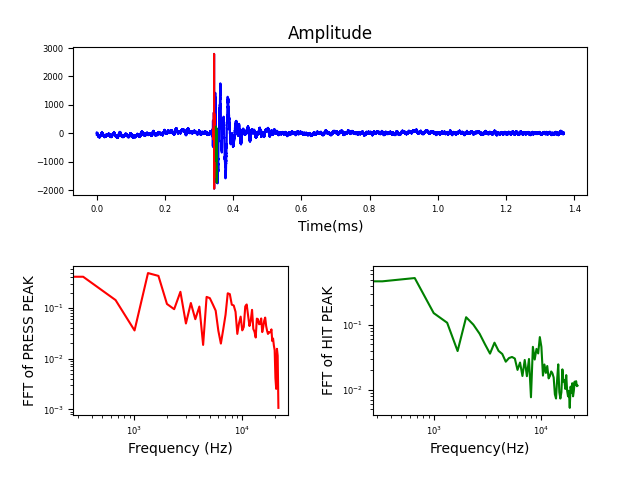 Amplitude
3000
2000
1000
0
−1000
−2000
0.0 0.2 0.4 0.6 0.8 1.0 1.2 1.4
Time(ms)
FFT of PRESS PEAK
10⁻¹
10⁻²
10⁻³
10³ 10⁴
Frequency (Hz)
FFT of HIT PEAK
10⁻¹
10⁻²
10³ 10⁴
Frequency(Hz)